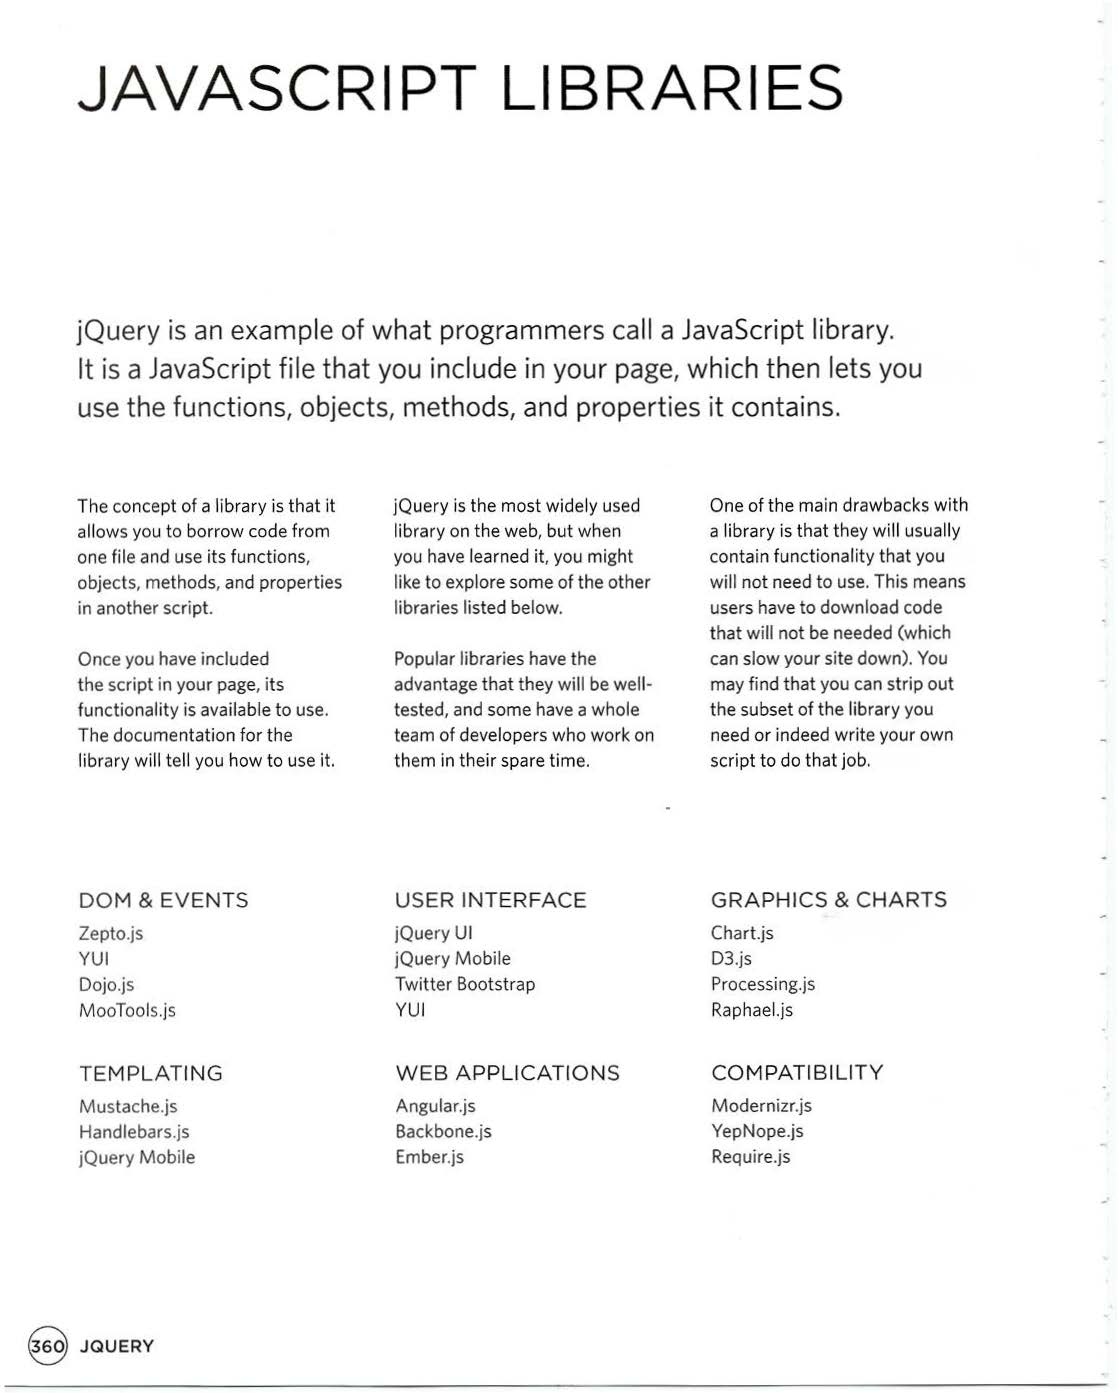 JAVASCRIPT LIBRARIES
jQuery is an example of what programmers call a JavaScript library.
It is a JavaScript file that you include in your page, which then lets you
use the functions, objects, methods, and properties it contains.
The concept of a library is that it
allows you to borrow code from
one file and use its functions,
objects, methods, and properties
in another script.
Once you have included
the script in your page, its
functionality is available to use.
The documentation for the
library will tell you how to use it.
jQuery is the most widely used
library on the web, but when
you have learned it, you might
like to explore some of the other
libraries listed below.
Popular libraries have the
advantage that they will be well-
tested, and some have a whole
team of developers who work on
them in their spare time.
One of the main drawbacks with
a library is that they will usually
contain functionality that you
will not need to use. This means
users have to download code
that will not be needed (which
can slow your site down). You
may find that you can strip out
the subset of the library you
need or indeed write your own
script to do that job.
DOM & EVENTS
Zepto.js
YUI
Dojo.js
MooTools.js
USER INTERFACE
jQuery UI
jQuery Mobile
Twitter Bootstrap
YUI
GRAPHICS & CHARTS
Chart.js
D3.js
Processing.js
Raphael.js
TEMPLATING
Mustache.js
Handlebars.js
jQuery Mobile
WEB APPLICATIONS
Angular.js
Backbone.js
Ember.js
COMPATIBILITY
Modernizr.js
YepNope.js
Require.js
360 JQUERY